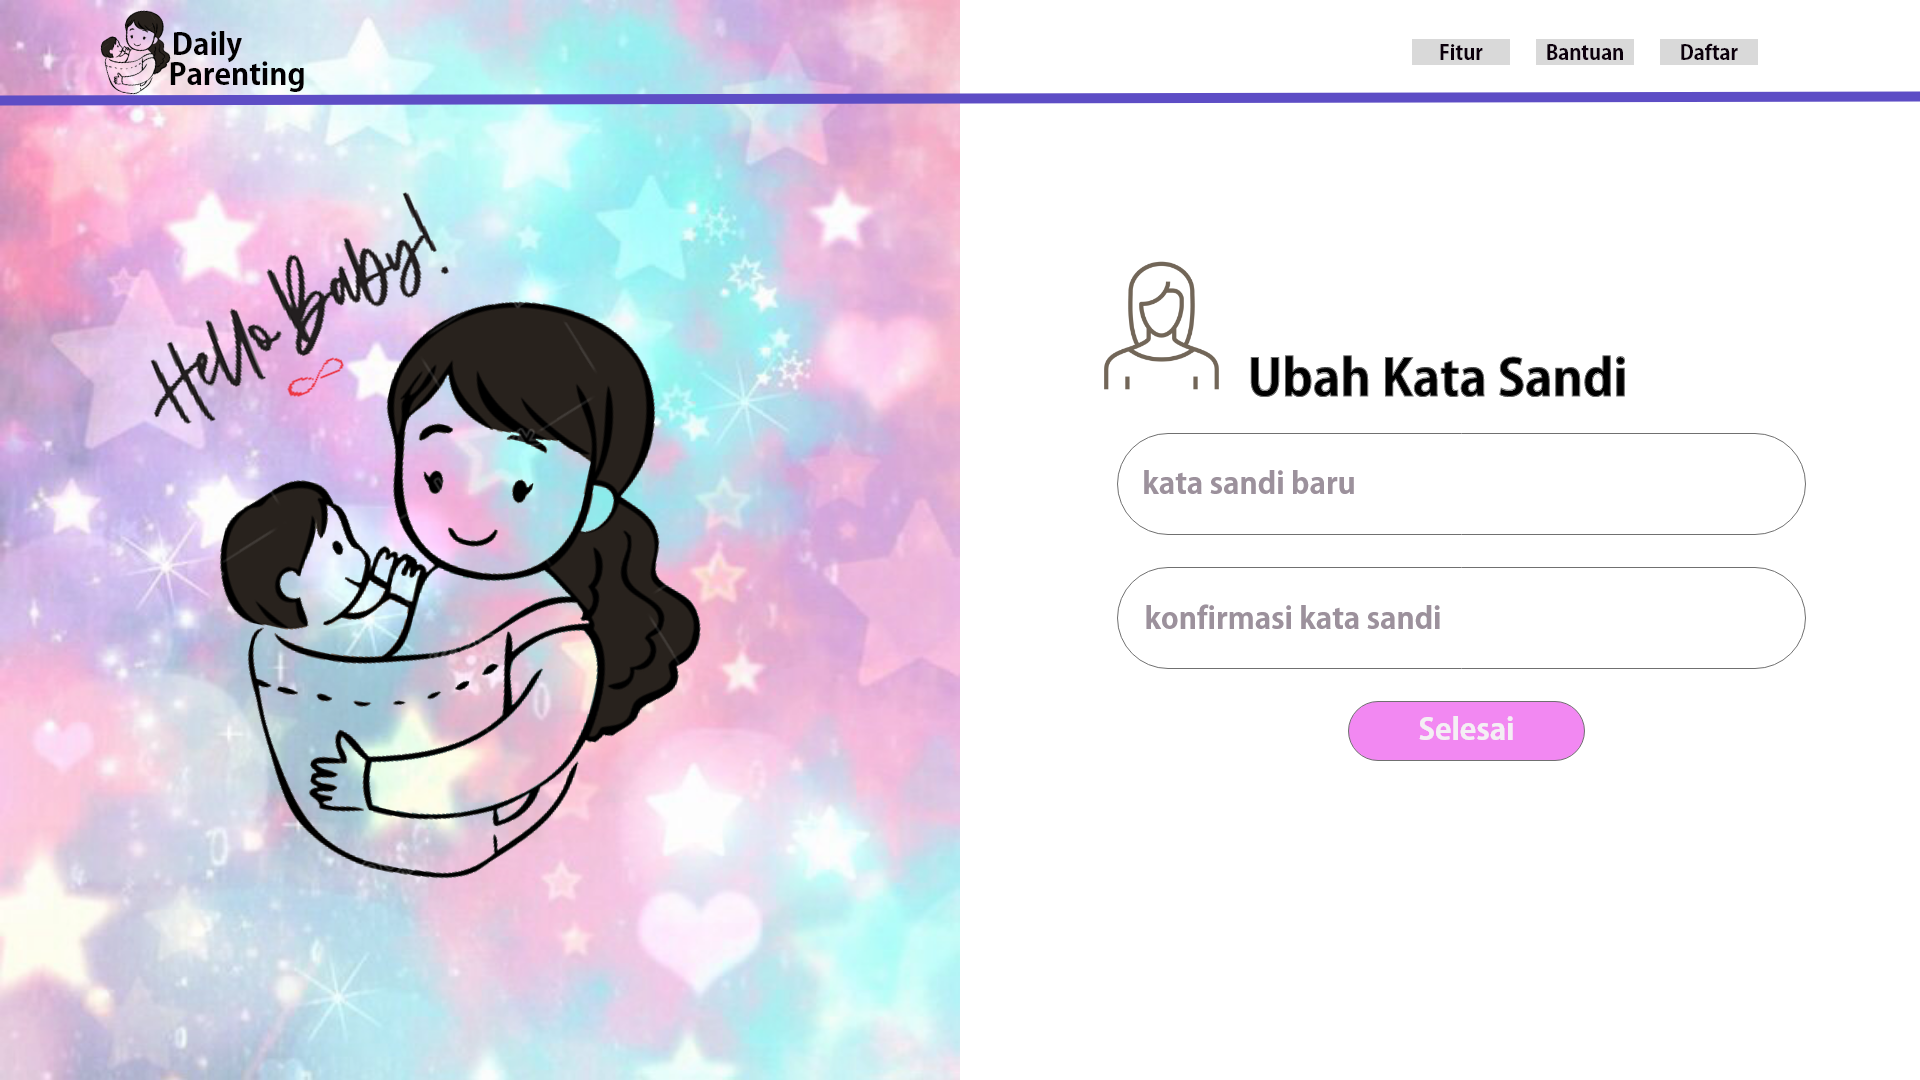 Daily
Parenting
Fitur
Bantuan
Daftar
Hello Baby!
Ubah Kata Sandi
kata sandi baru
konfirmasi kata sandi
Selesai